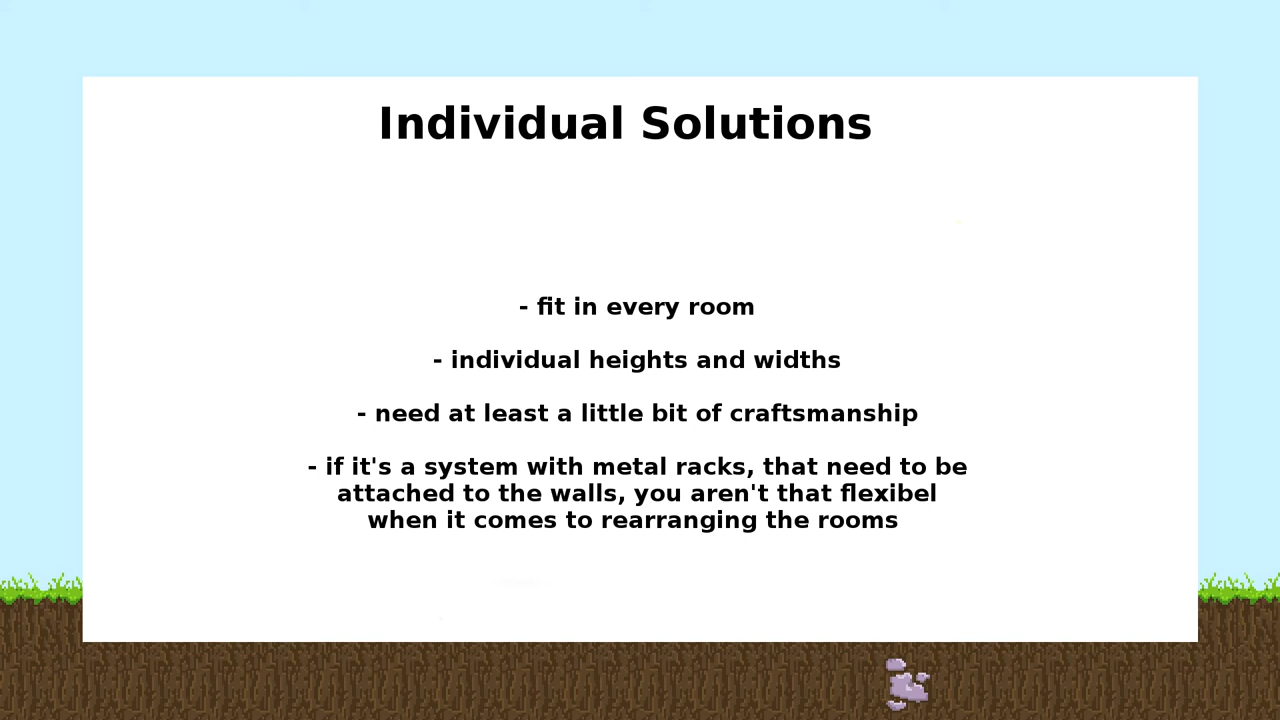 Individual Solutions
- fit in every room
- individual heights and widths
- need at least a little bit of craftsmanship
- if it's a system with metal racks, that need to be
attached to the walls, you aren't that flexibel
when it comes to rearranging the rooms